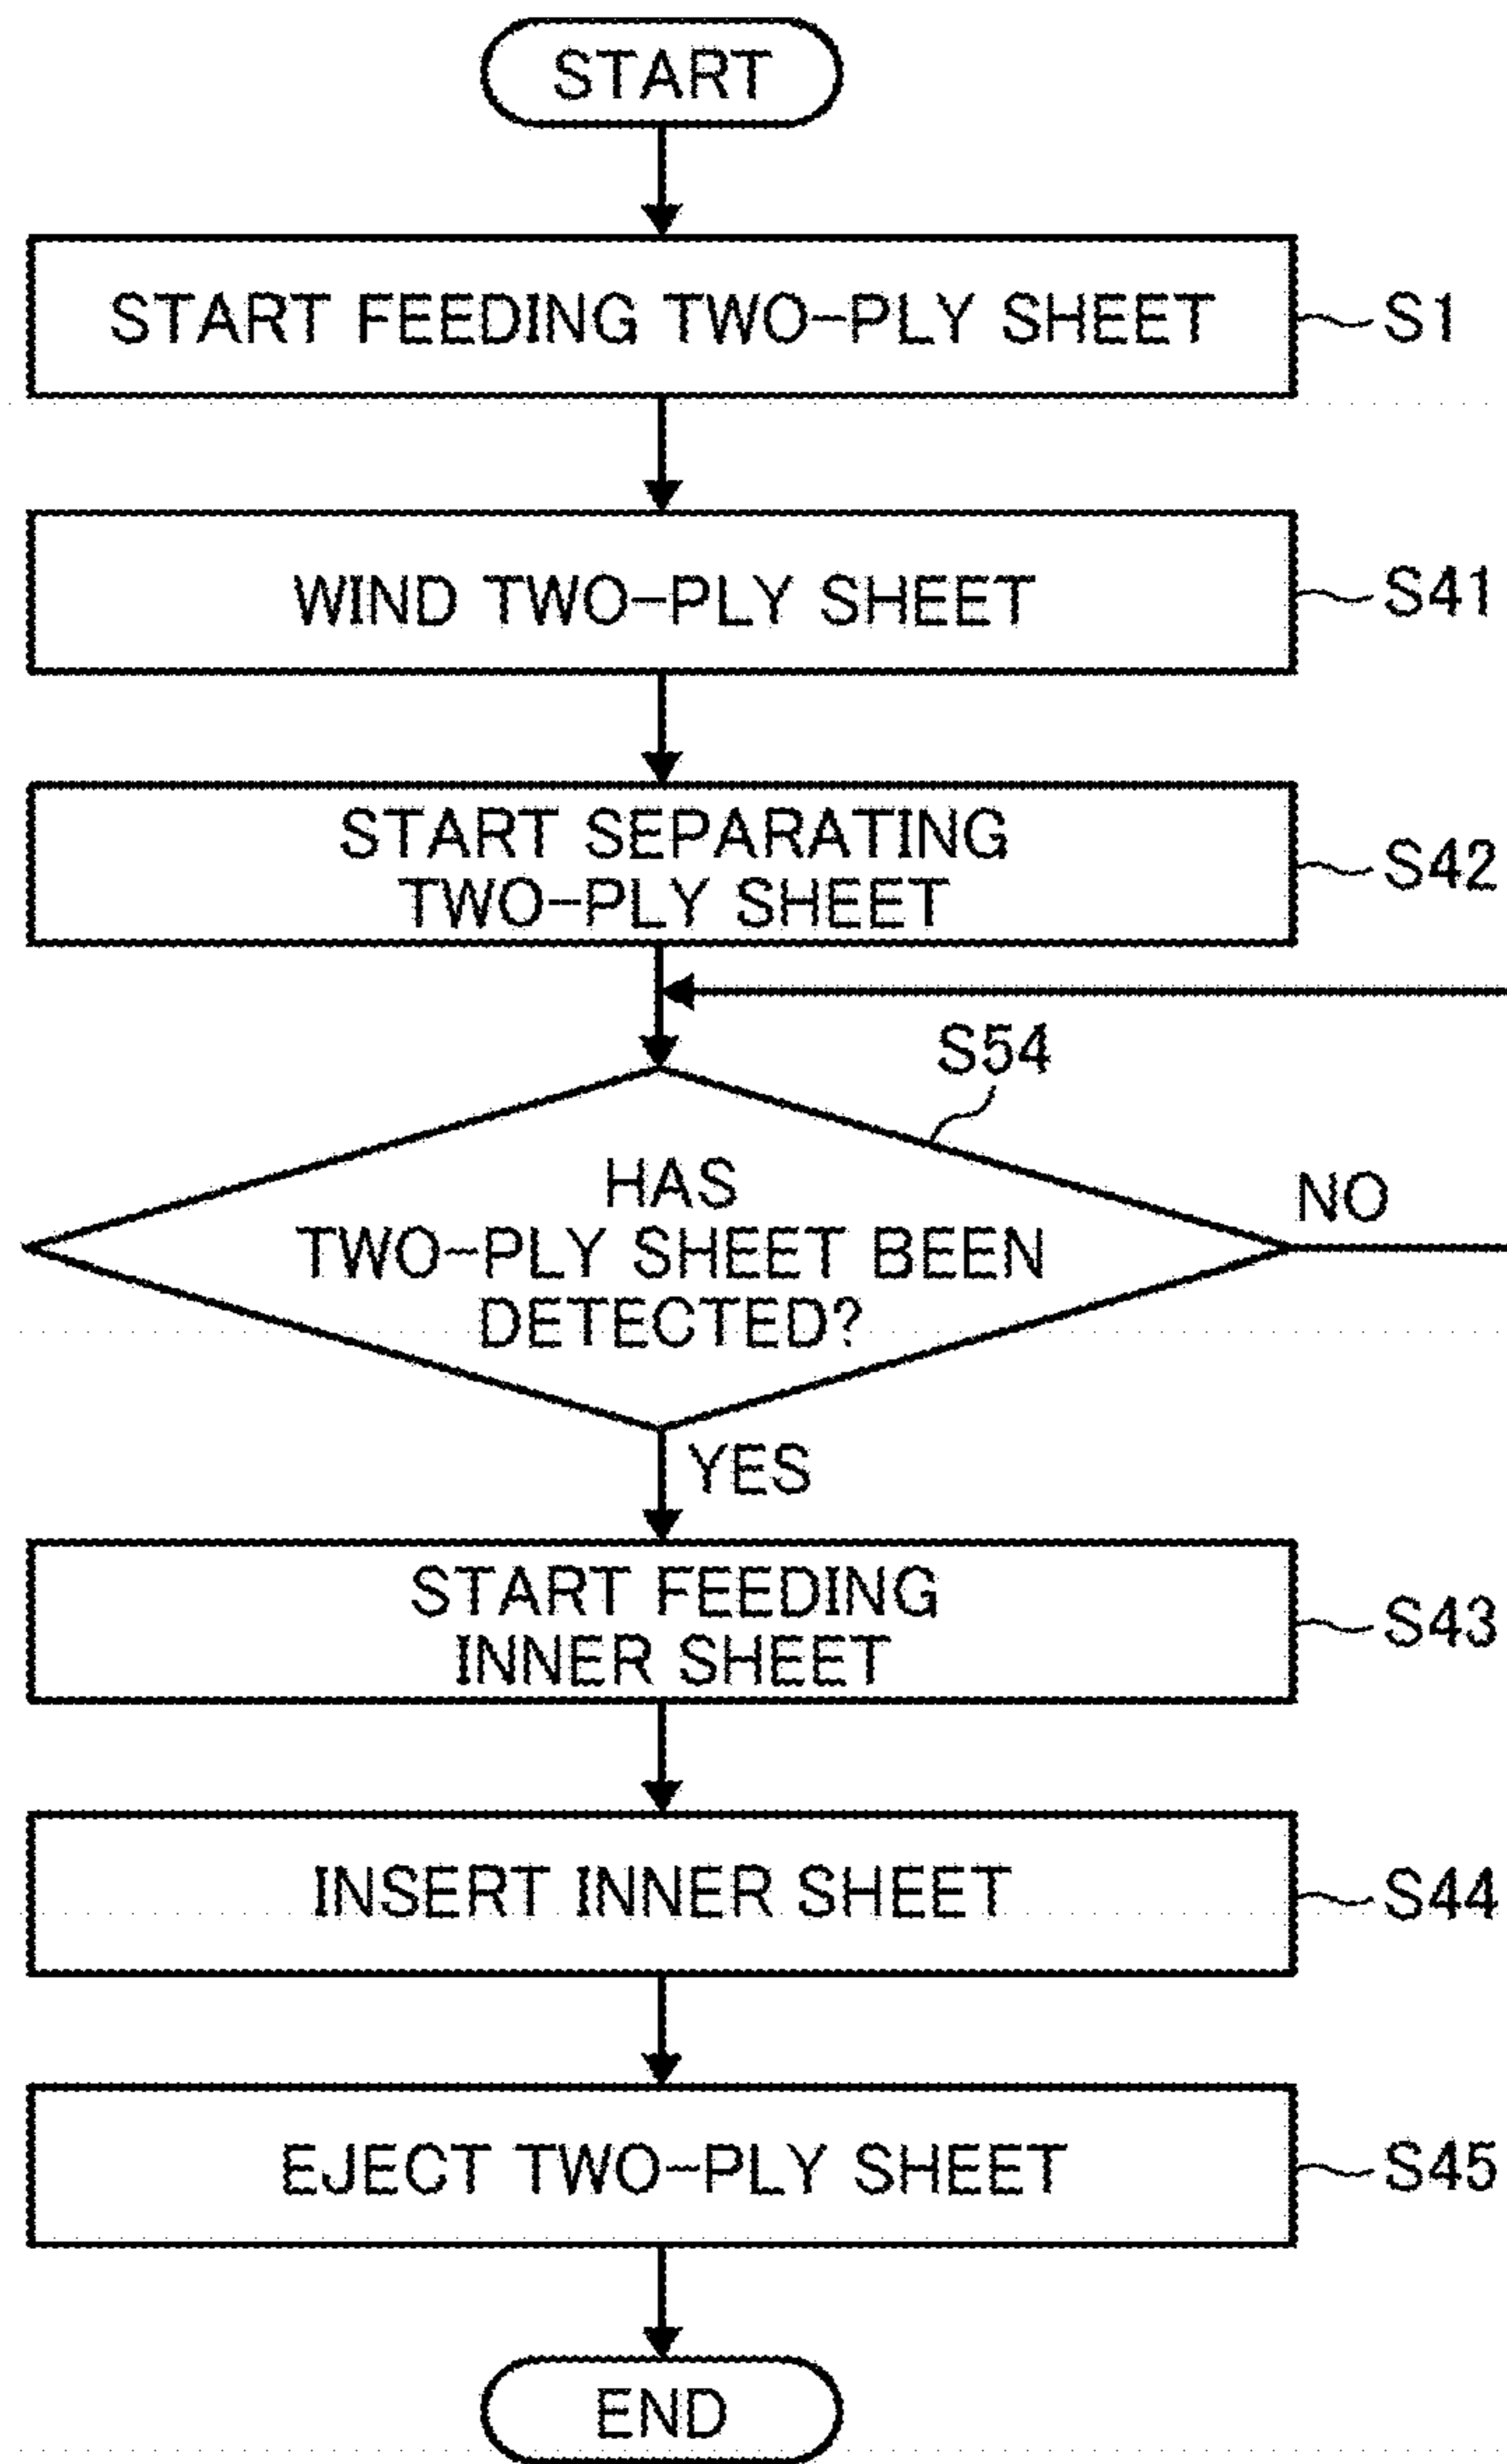 START
START FEEDING TWO-PLY SHEET
S1
WIND TWO-PLY SHEET
S41
START SEPARATING
TWO-PLY SHEET
S42
S54
HAS
TWO-PLY SHEET BEEN
DETECTED?
NO
YES
START FEEDING
INNER SHEET
S43
INSERT INNER SHEET
S44
EJECT TWO-PLY SHEET
S45
END